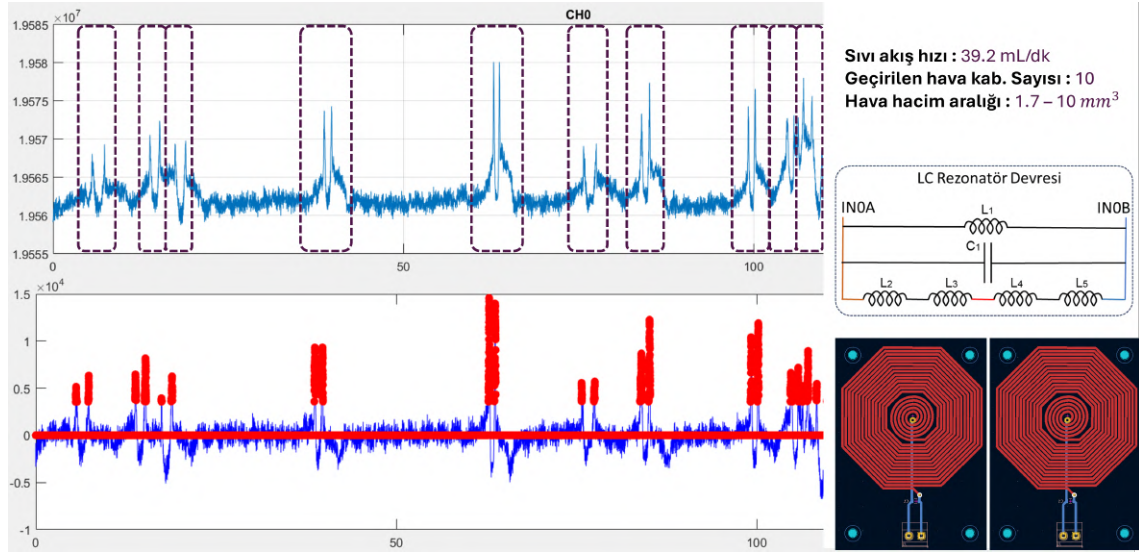 CH0
1.9585
×10⁷
1.958
1.9575
1.957
1.9565
1.956
1.9555
0
50
100
×10⁴
1.5
1
0.5
0
-0.5
-1
0
50
100
Sıvı akış hızı : 39.2 mL/dk
Geçirilen hava kab. Sayısı : 10
Hava hacim aralığı : 1.7 – 10 mm³
LC Rezonatör Devresi
IN0A
L1
IN0B
C1
L2
L3
L4
L5